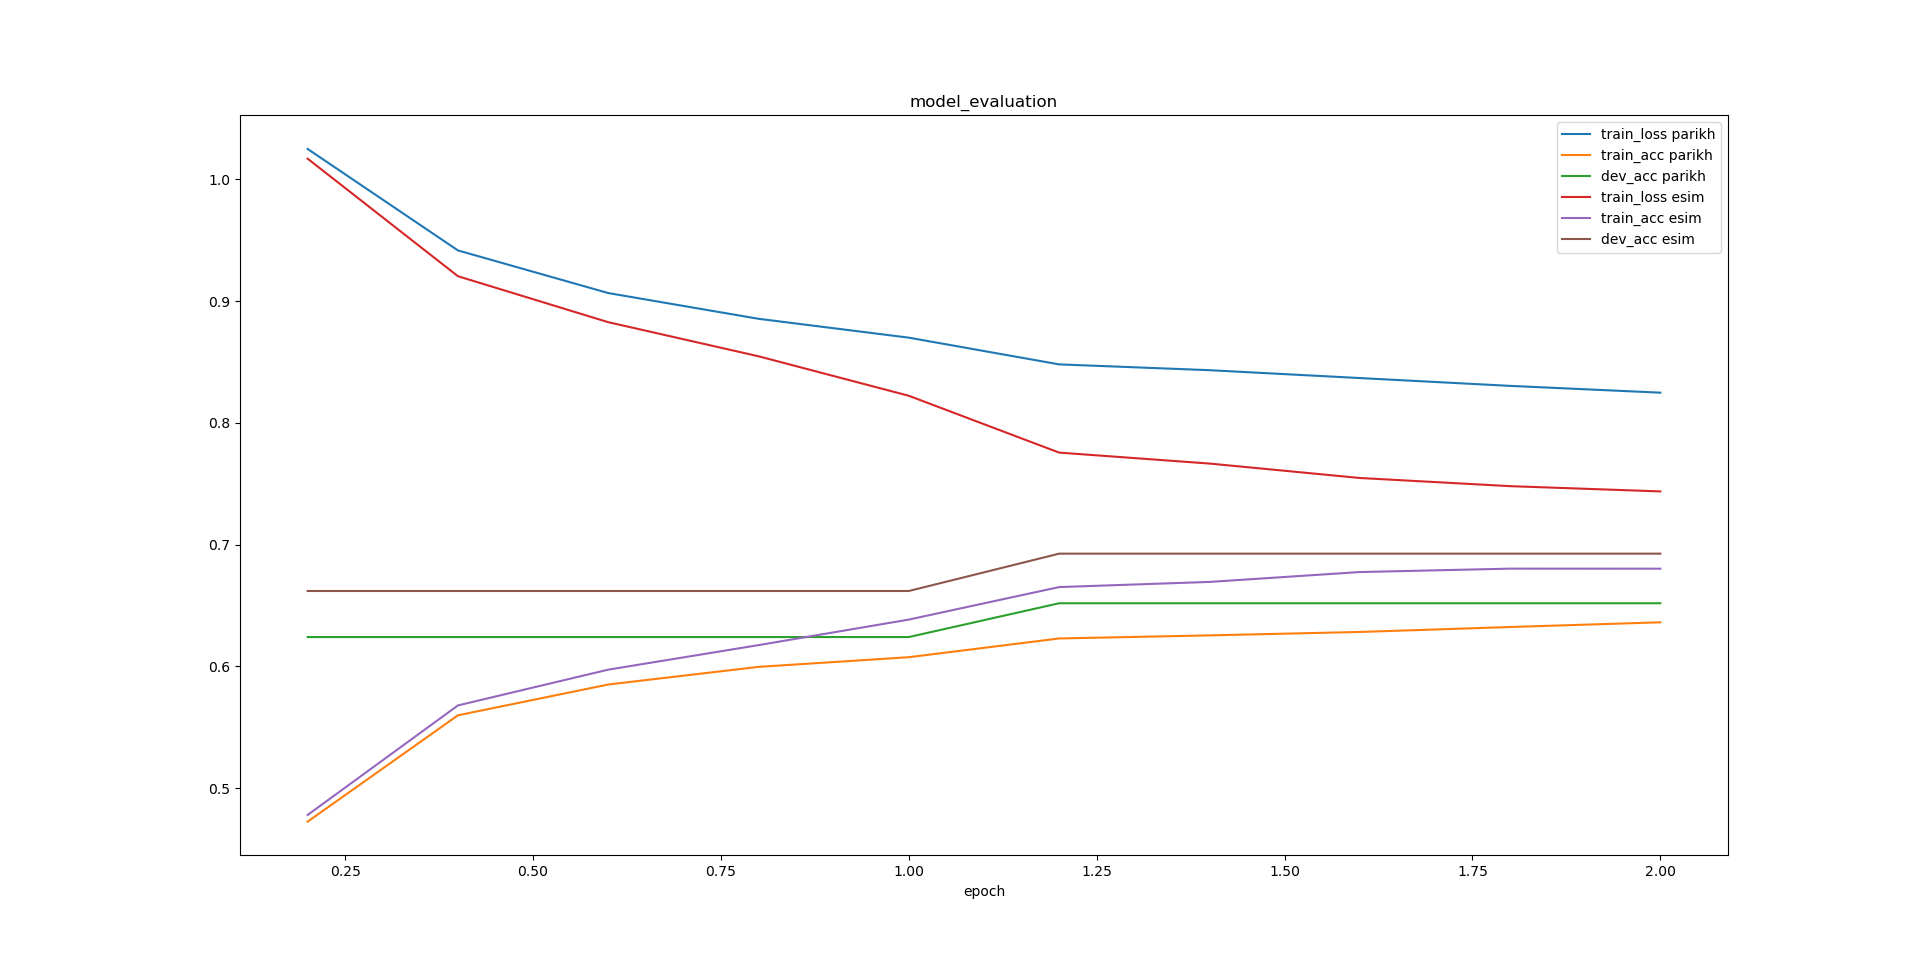 model_evaluation
train_loss parikh
train_acc parikh
dev_acc parikh
train_loss esim
train_acc esim
dev_acc esim
1.0
0.9
0.8
0.7
0.6
0.5
0.25 0.50 0.75 1.00 1.25 1.50 1.75 2.00
epoch